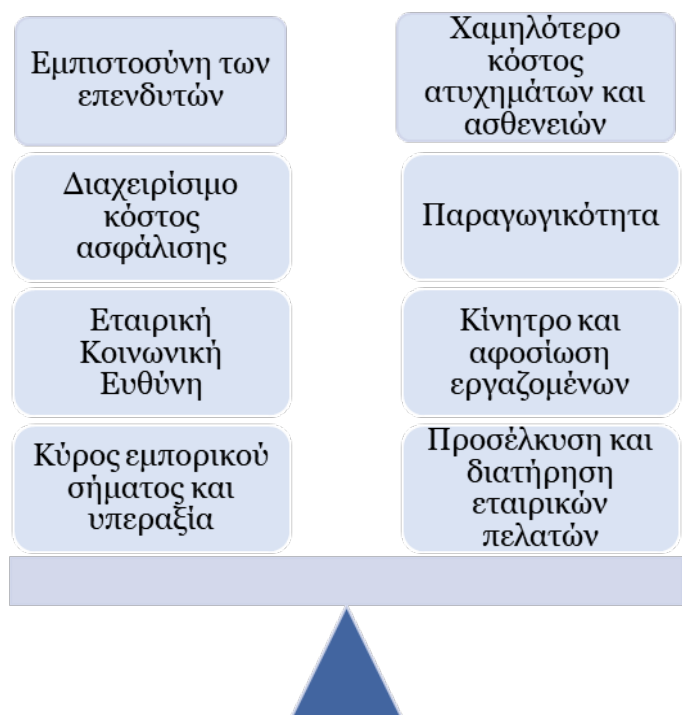 Εμπιστοσύνη των
επενδυτών
Διαχειρίσιμο
κόστος
ασφάλισης
Εταιρική
Κοινωνική
Ευθύνη
Κύρος εμπορικού
σήματος και
υπεραξία
Χαμηλότερο
κόστος
ατυχημάτων και
ασθενειών
Παραγωγικότητα
Κίνητρο και
αφοσίωση
εργαζομένων
Προσέλκυση και
διατήρηση
εταιρικών
πελατών